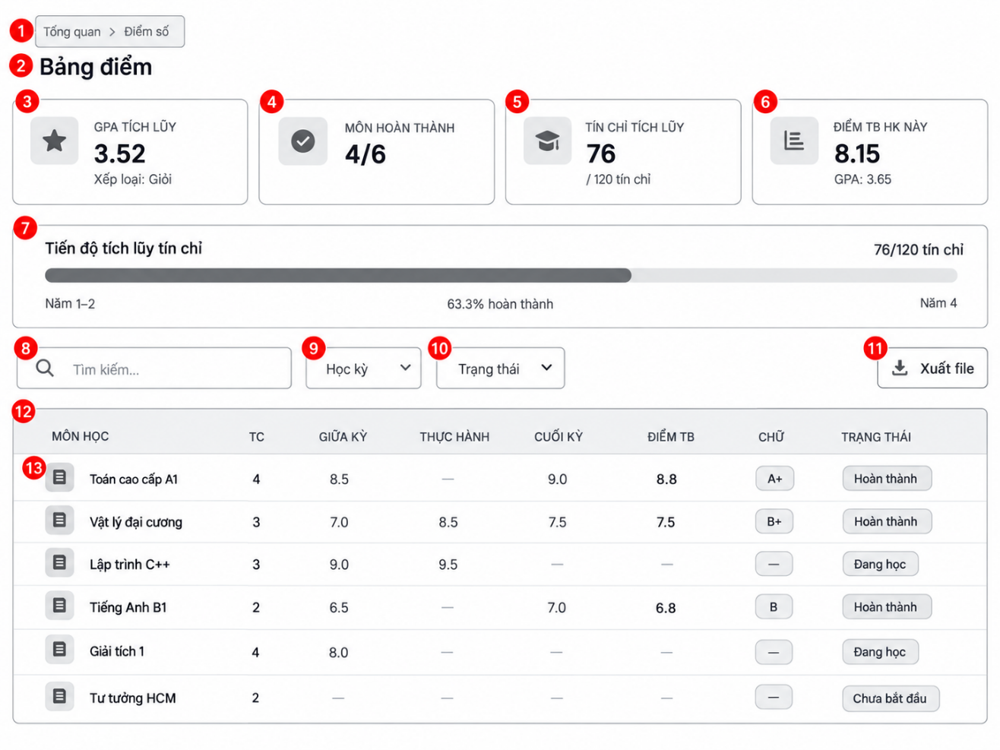 1 Tổng quan > Điểm số
2 Bảng điểm
3 GPA TÍCH LŨY
3.52
Xếp loại: Giỏi
4 MÔN HOÀN THÀNH
4/6
5 TÍN CHỈ TÍCH LŨY
76
/ 120 tín chỉ
6 ĐIỂM TB HK NÀY
8.15
GPA: 3.65
7 Tiến độ tích lũy tín chỉ 76/120 tín chỉ
Năm 1–2 63.3% hoàn thành Năm 4
8 Tìm kiếm... 9 Học kỳ 10 Trạng thái 11 Xuất file
12 MÔN HỌC TC GIỮA KỲ THỰC HÀNH CUỐI KỲ ĐIỂM TB CHỮ TRẠNG THÁI
13 Toán cao cấp A1 4 8.5 — 9.0 8.8 A+ Hoàn thành
Vật lý đại cương 3 7.0 8.5 7.5 7.5 B+ Hoàn thành
Lập trình C++ 3 9.0 9.5 — — — Đang học
Tiếng Anh B1 2 6.5 — 7.0 6.8 B Hoàn thành
Giải tích 1 4 8.0 — — — — Đang học
Tư tưởng HCM 2 — — — — — Chưa bắt đầu